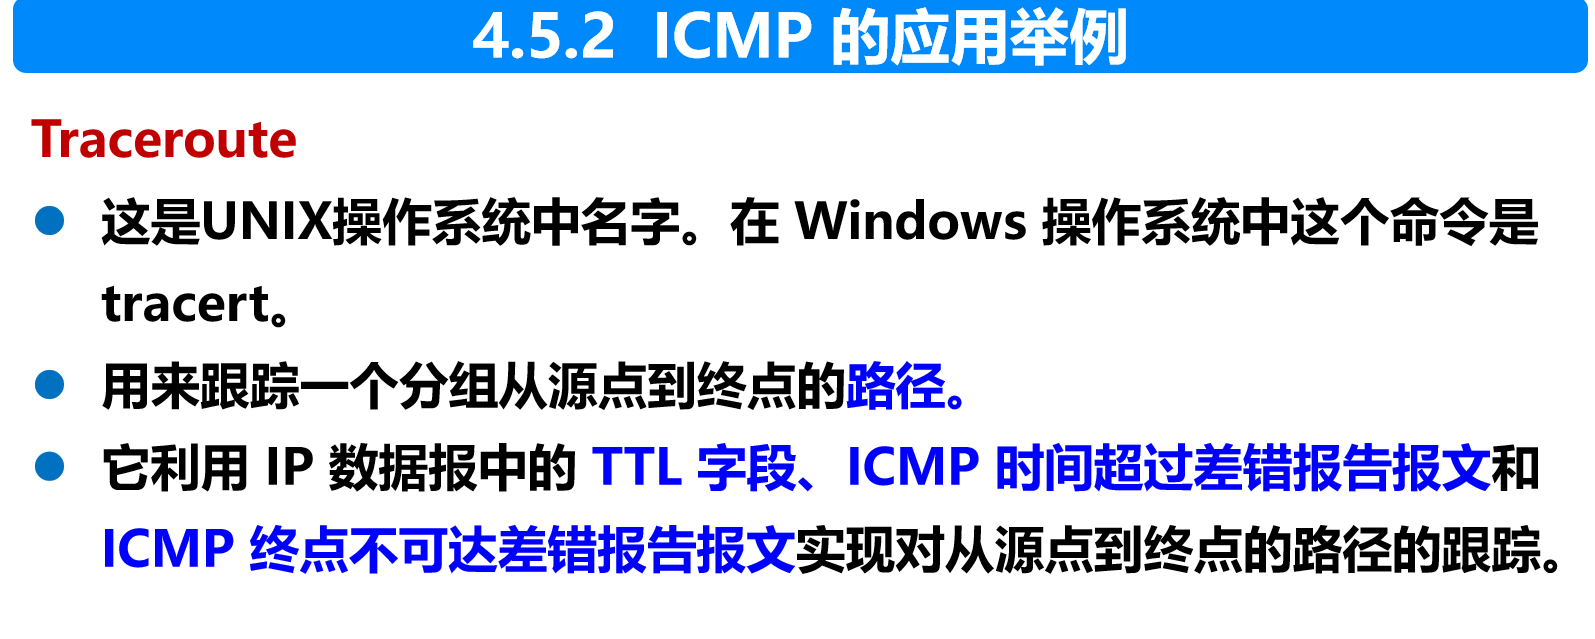 4.5.2 ICMP 的应用举例
Traceroute
● 这是UNIX操作系统中名字。在 Windows 操作系统中这个命令是
tracert。
● 用来跟踪一个分组从源点到终点的路径。
● 它利用 IP 数据报中的 TTL 字段、ICMP 时间超过差错报告报文和
ICMP 终点不可达差错报告报文实现对从源点到终点的路径的跟踪。